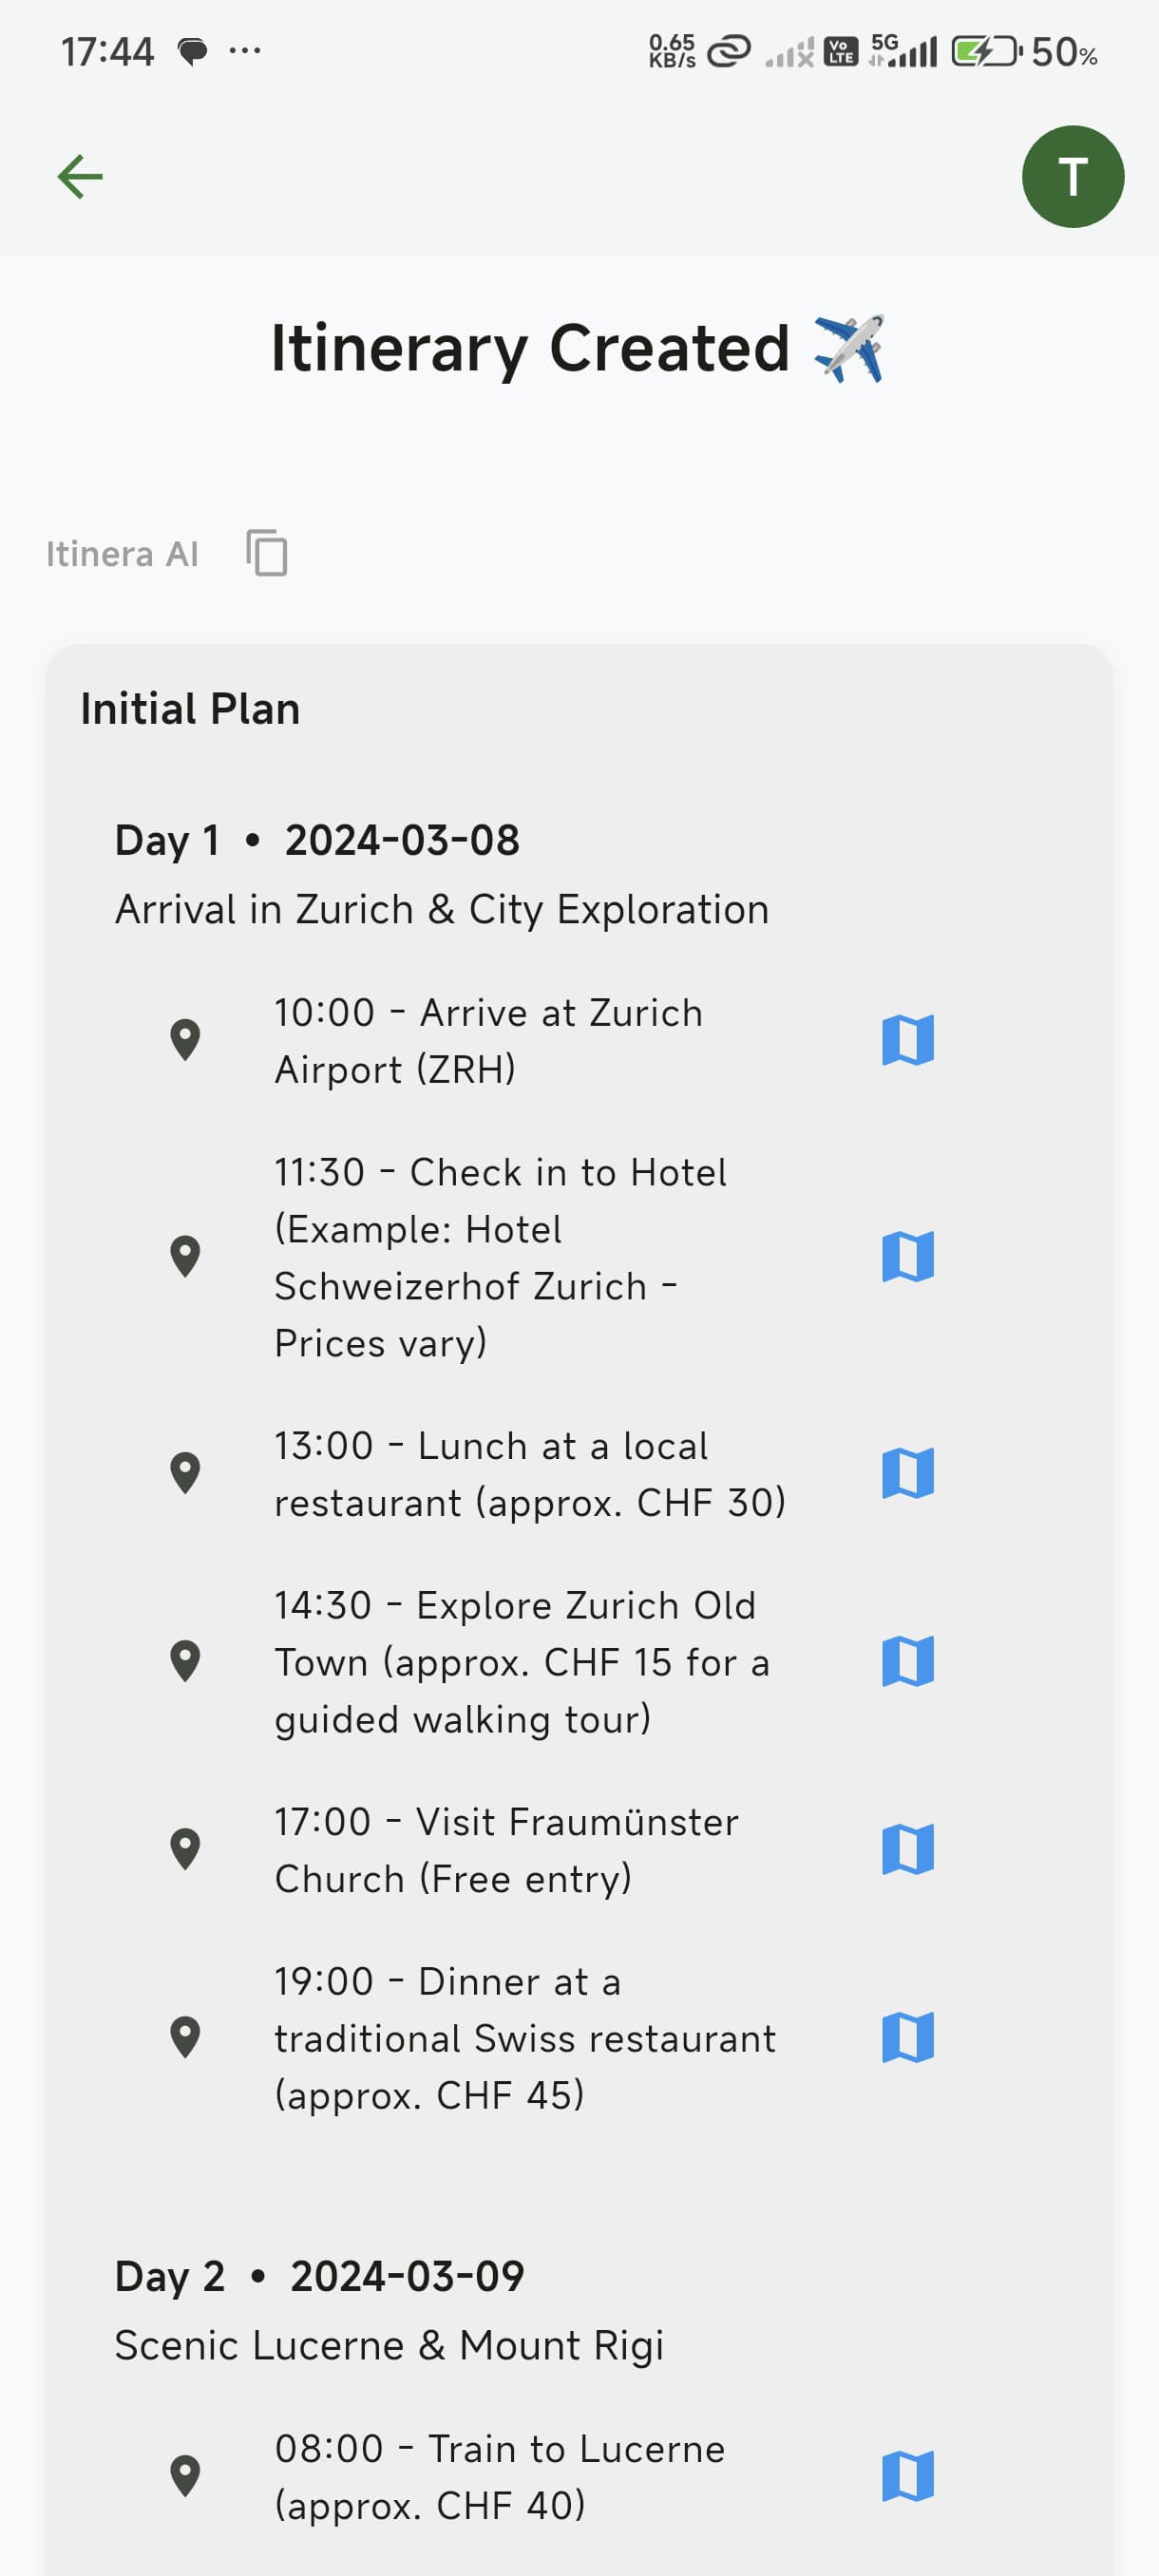 17:44 ... 0.65 KB/s Vo LTE 5G 50%
T
Itinerary Created ✈️
Itinera AI
Initial Plan
Day 1 • 2024-03-08
Arrival in Zurich & City Exploration
10:00 - Arrive at Zurich
Airport (ZRH)
11:30 - Check in to Hotel
(Example: Hotel
Schweizerhof Zurich -
Prices vary)
13:00 - Lunch at a local
restaurant (approx. CHF 30)
14:30 - Explore Zurich Old
Town (approx. CHF 15 for a
guided walking tour)
17:00 - Visit Fraumünster
Church (Free entry)
19:00 - Dinner at a
traditional Swiss restaurant
(approx. CHF 45)
Day 2 • 2024-03-09
Scenic Lucerne & Mount Rigi
08:00 - Train to Lucerne
(approx. CHF 40)